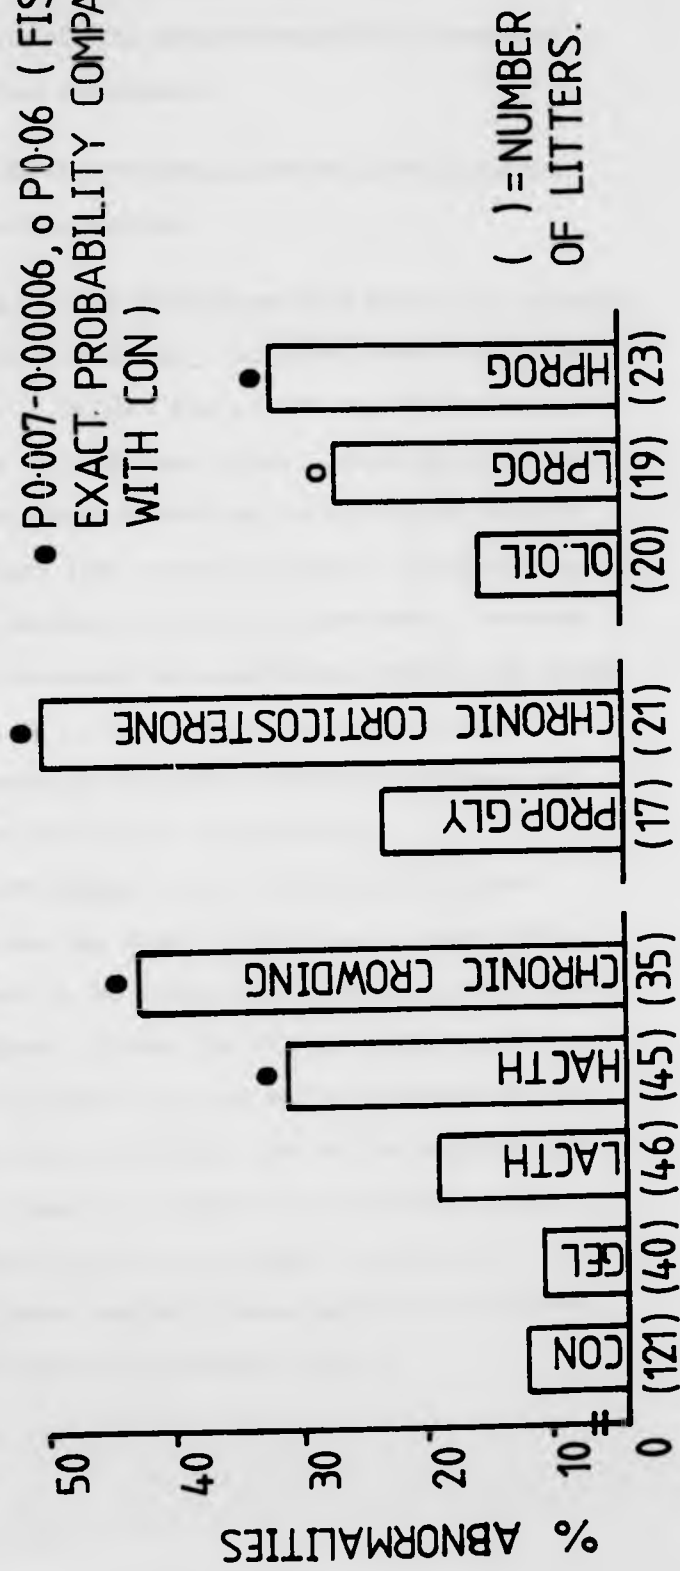 ● P0·007-0·00006, o P0·06 ( FIS
EXACT PROBABILITY COMPA
WITH CON )
( ) = NUMBER
OF LITTERS.
% ABNORMALITIES
50
40
30
20
10
0
CON
GEL
LACTH
HACTH
CHRONIC CROWDING
PROP.GLY
CHRONIC CORTICOSTERONE
OL.OIL
LPROG
HPROG
(121) (40) (46) (45) (35) (17) (21) (20) (19) (23)